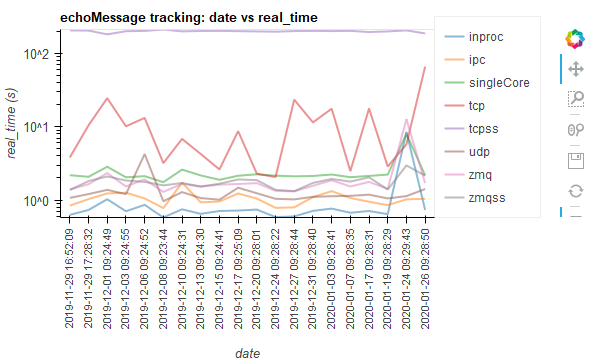 echoMessage tracking: date vs real_time
real_time (s)
10^2
10^1
10^0
inproc
ipc
singleCore
tcp
tcpss
udp
zmq
zmqss
2019-11-29 16:52:09
2019-11-29 17:28:32
2019-12-01 09:24:49
2019-12-03 09:24:55
2019-12-06 09:24:52
2019-12-08 09:23:44
2019-12-10 09:24:47
2019-12-13 09:24:30
2019-12-15 09:24:41
2019-12-17 09:25:09
2019-12-20 09:28:01
2019-12-22 09:28:24
2019-12-27 09:28:44
2019-12-31 09:28:40
2020-01-03 09:28:41
2020-01-07 09:28:35
2020-01-17 09:28:31
2020-01-19 09:28:29
2020-01-24 09:28:43
2020-01-26 09:28:50
date